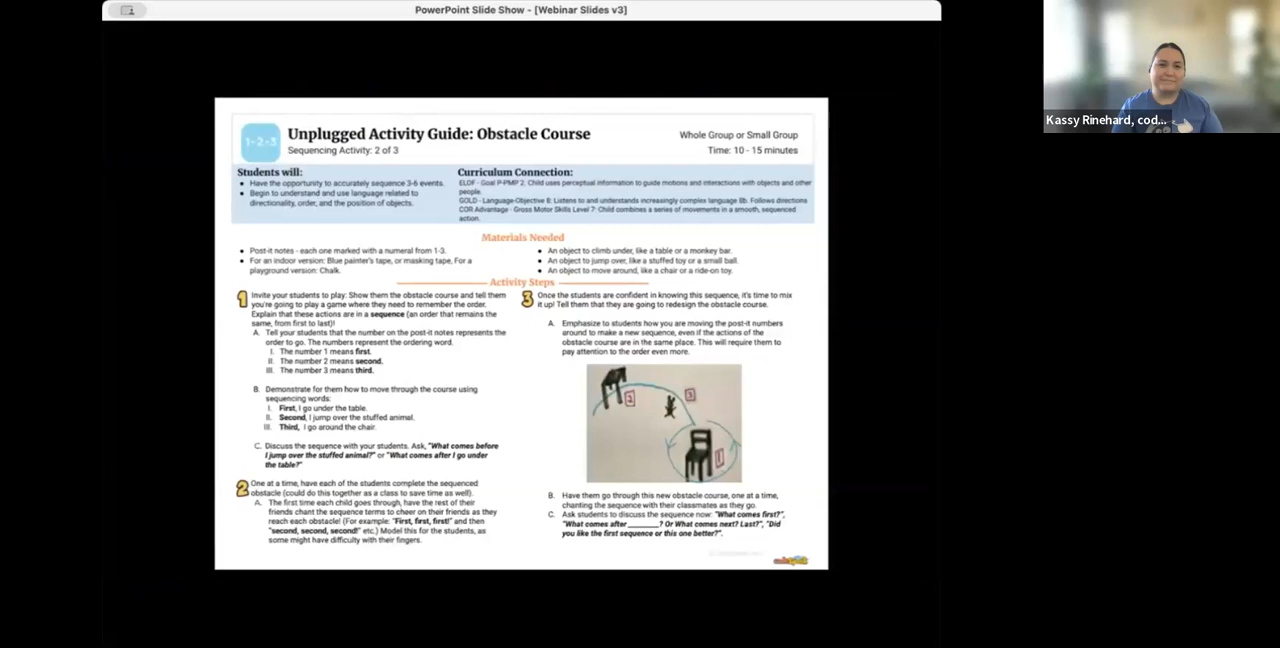 PowerPoint Slide Show - [Webinar Slides v3]
Kassy Rinehard, cod...
1-2-3
Unplugged Activity Guide: Obstacle Course
Sequencing Activity: 2 of 3
Whole Group or Small Group
Time: 10 - 15 minutes
Students will:
Have the opportunity to accurately sequence 3-6 events.
Begin to understand and use language related to
directionality, order, and the position of objects.
Curriculum Connection:
ELOF - Goal P-PMP 2. Child uses perceptual information to guide motions and interactions with objects and other
people.
GOLD - Language-Objective 8: Listens to and understands increasingly complex language 8b. Follows directions
COR Advantage - Gross Motor Skills Level 7: Child combines a series of movements in a smooth, sequenced
action.
Materials Needed
Post-it notes - each one marked with a numeral from 1-3.
For an indoor version: Blue painter's tape, or masking tape, For a
playground version: Chalk.
An object to climb under, like a table or a monkey bar.
An object to jump over, like a stuffed toy or a small ball.
An object to move around, like a chair or a ride-on toy.
Activity Steps
1 Invite your students to play: Show them the obstacle course and tell them
you're going to play a game where they need to remember the order.
Explain that these actions are in a sequence (an order that remains the
same, from first to last)!
A. Tell your students that the number on the post-it notes represents the
order to go. The numbers represent the ordering word.
I. The number 1 means first.
II. The number 2 means second.
III. The number 3 means third.
B. Demonstrate for them how to move through the course using
sequencing words:
I. First, I go under the table.
II. Second, I jump over the stuffed animal.
III. Third, I go around the chair.
C. Discuss the sequence with your students. Ask, "What comes before
I jump over the stuffed animal?" or "What comes after I go under
the table?"
2 One at a time, have each of the students complete the sequenced
obstacle (could do this together as a class to save time as well).
A. The first time each child goes through, have the rest of their
friends chant the sequence terms to cheer on their friends as they
reach each obstacle! (For example: "First, first, first!" and then
"second, second, second!" etc.) Model this for the students, as
some might have difficulty with their fingers.
3 Once the students are confident in knowing this sequence, it's time to mix
it up! Tell them that they are going to redesign the obstacle course.
A. Emphasize to students how you are moving the post-it numbers
around to make a new sequence, even if the actions of the
obstacle course are in the same place. This will require them to
pay attention to the order even more.
2
3
1
B. Have them go through this new obstacle course, one at a time,
chanting the sequence with their classmates as they go.
C. Ask students to discuss the sequence now: "What comes first?",
"What comes after _______? Or What comes next? Last?", "Did
you like the first sequence or this one better?".
codeSpark